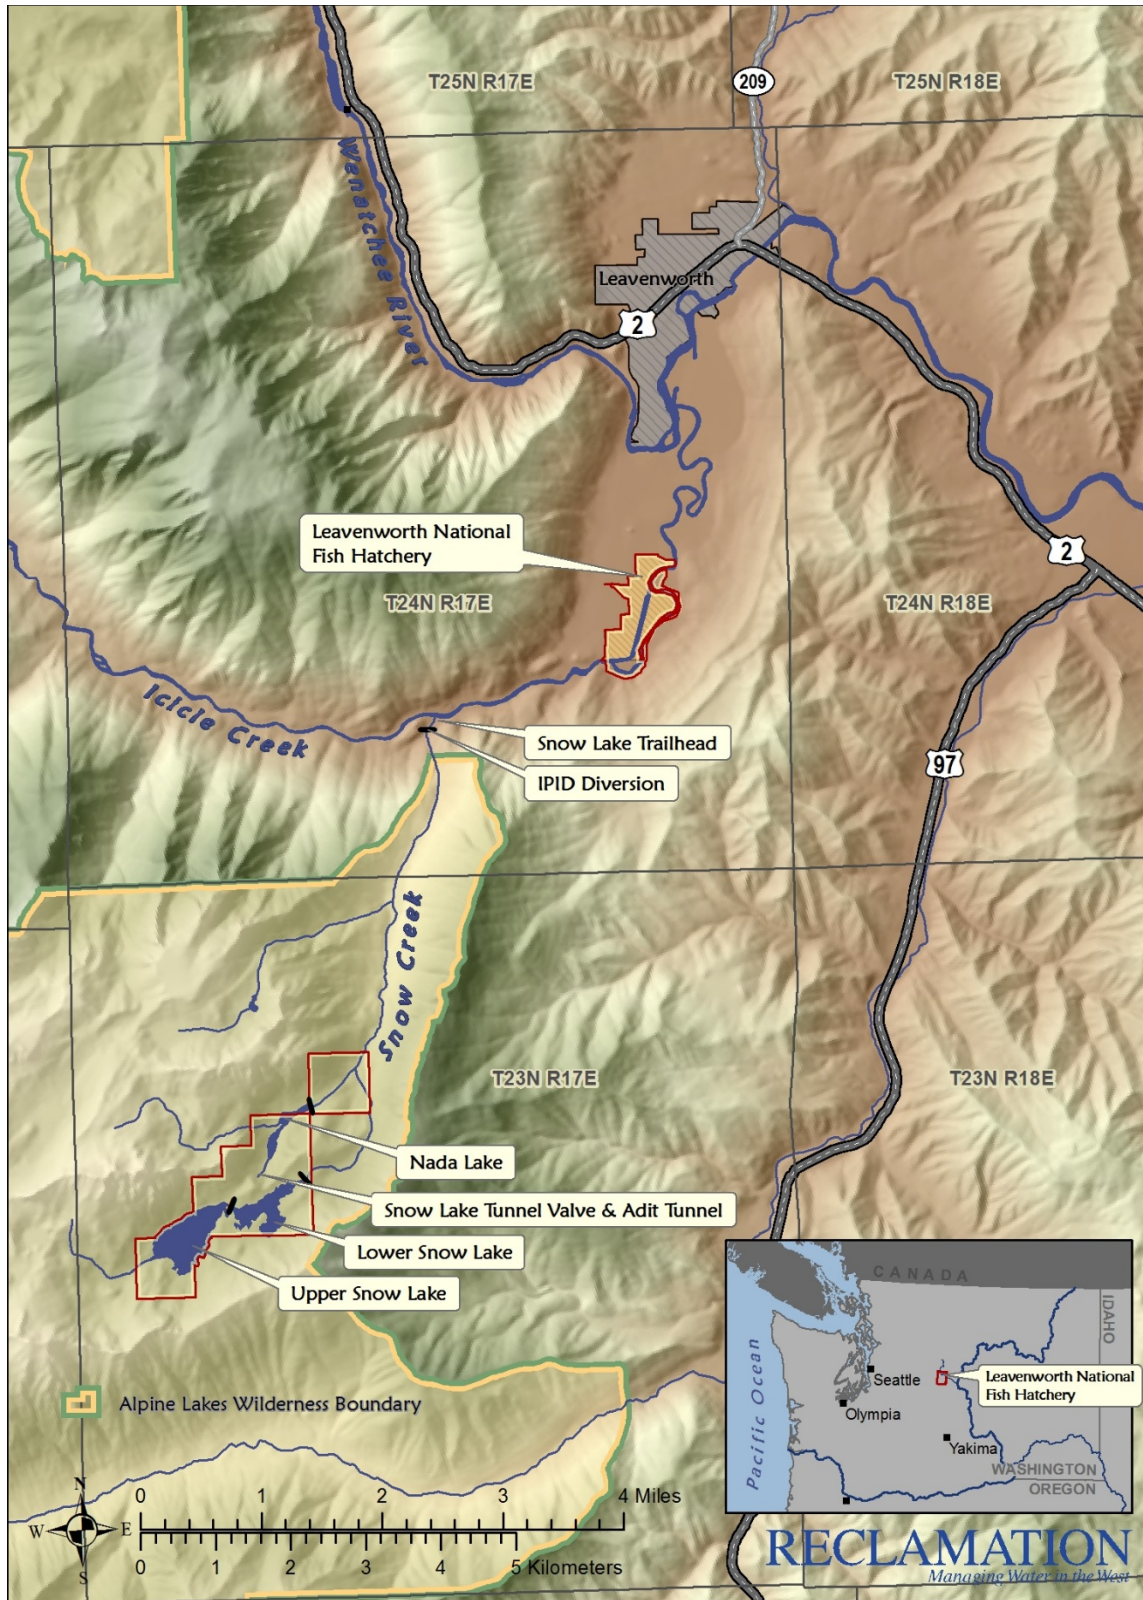 T25N R17E
209
T25N R18E
Wanatchee River
Leavenworth
2
Leavenworth National
Fish Hatchery
2
T24N R17E
T24N R18E
Icicle Creek
Snow Lake Trailhead
IPID Diversion
97
Snow Creek
T23N R17E
T23N R18E
Nada Lake
Snow Lake Tunnel Valve & Adit Tunnel
Lower Snow Lake
Upper Snow Lake
Alpine Lakes Wilderness Boundary
N
W
E
S
0 1 2 3 4 Miles
0 1 2 3 4 5 Kilometers
CANADA
IDAHO
Pacific Ocean
Seattle
Leavenworth National
Fish Hatchery
Olympia
Yakima
WASHINGTON
OREGON
RECLAMATION
Managing Water in the West